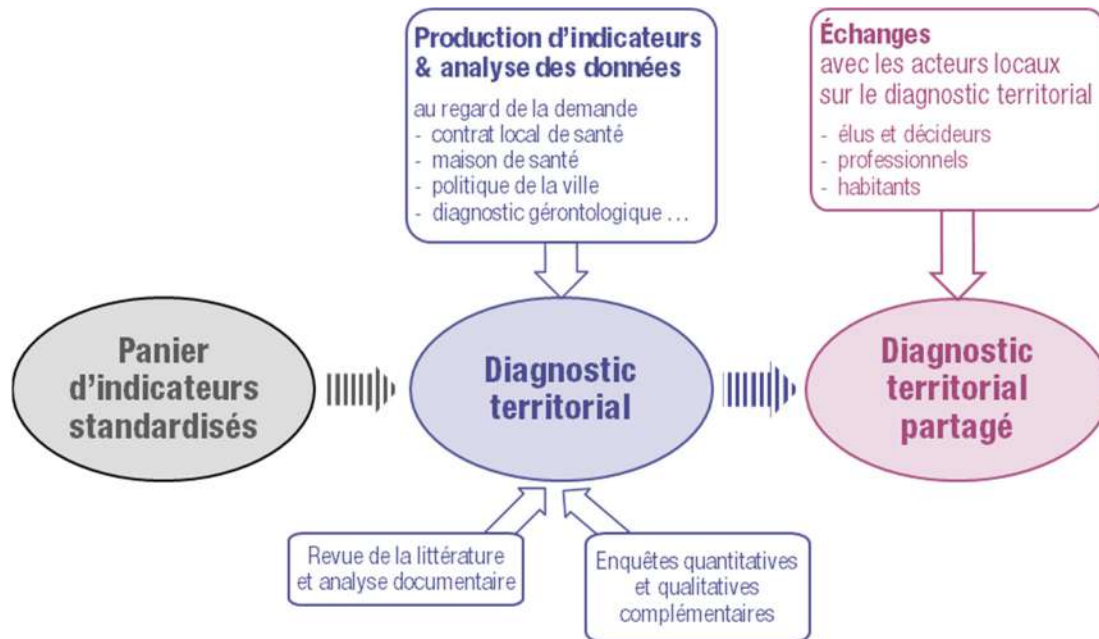 Production d'indicateurs
& analyse des données
au regard de la demande
- contrat local de santé
- maison de santé
- politique de la ville
- diagnostic gérontologique ...
Échanges
avec les acteurs locaux
sur le diagnostic territorial
- élus et décideurs
- professionnels
- habitants
Panier
d'indicateurs
standardisés
Diagnostic
territorial
Diagnostic
territorial
partagé
Revue de la littérature
et analyse documentaire
Enquêtes quantitatives
et qualitatives
complémentaires